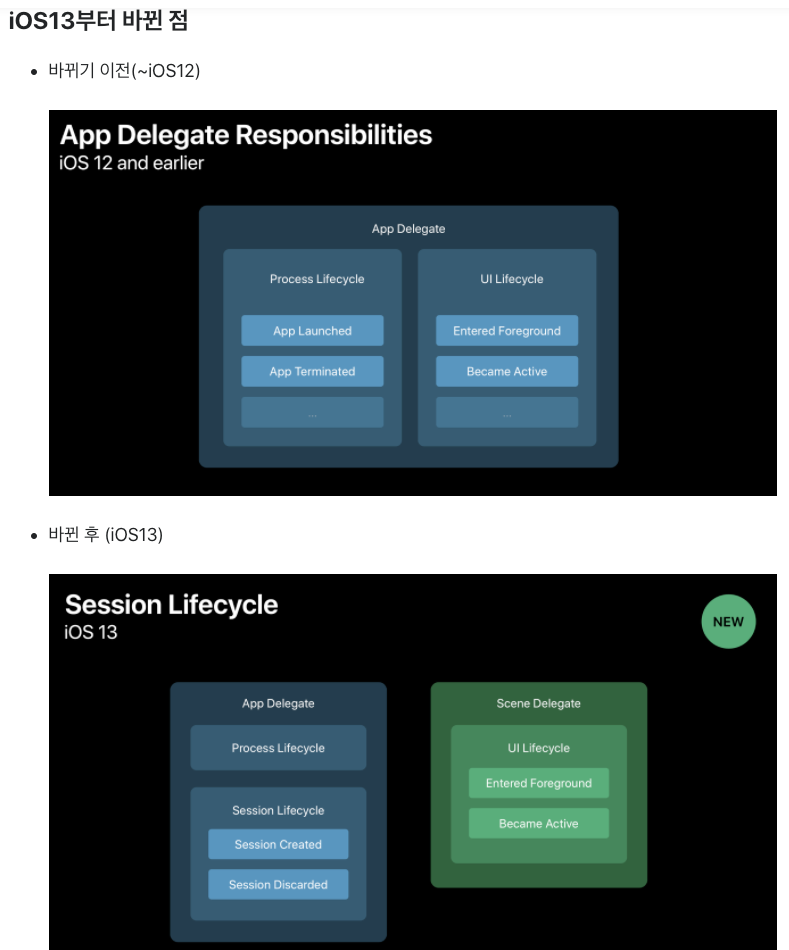 iOS13부터 바뀐 점
• 바뀌기 이전(~iOS12)
App Delegate Responsibilities
iOS 12 and earlier
App Delegate
Process Lifecycle
App Launched
App Terminated
...
UI Lifecycle
Entered Foreground
Became Active
...
• 바뀐 후 (iOS13)
Session Lifecycle
iOS 13
NEW
App Delegate
Process Lifecycle
Session Lifecycle
Session Created
Session Discarded
Scene Delegate
UI Lifecycle
Entered Foreground
Became Active